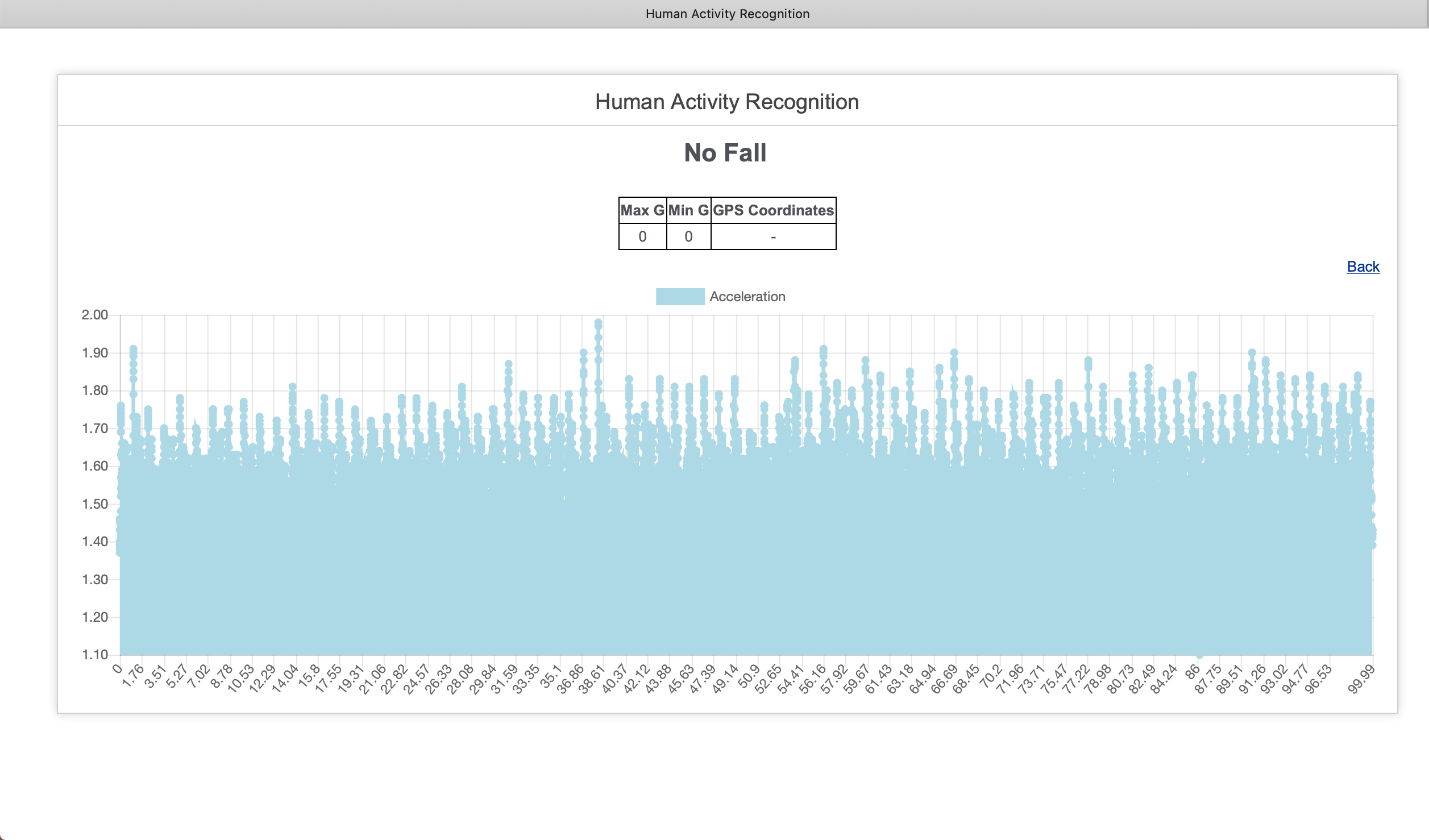 Human Activity Recognition
Human Activity Recognition
No Fall
Max G Min G GPS Coordinates
0 0 -
Back
Acceleration
2.00
1.90
1.80
1.70
1.60
1.50
1.40
1.30
1.20
1.10
0 1.76 3.51 5.27 7.02 8.78 10.53 12.29 14.04 15.8 17.55 19.31 21.06 22.82 24.57 26.33 28.08 29.84 31.59 33.35 35.1 36.86 38.61 40.37 42.12 43.88 45.63 47.39 49.14 50.9 52.65 54.41 56.16 57.92 59.67 61.43 63.18 64.94 66.69 68.45 70.2 71.96 73.71 75.47 77.22 78.98 80.73 82.49 84.24 86 87.75 89.51 91.26 93.02 94.77 96.53 99.99